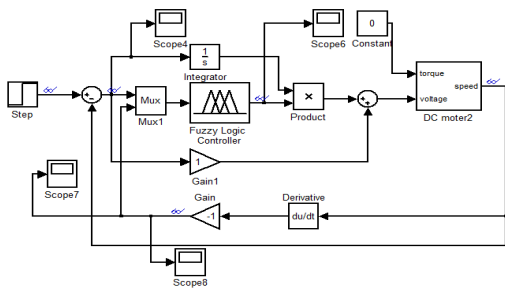 Scope4
Scope6
0
Constant
1
s
Integrator
Step
Mux
Mux1
Fuzzy Logic
Controller
×
Product
torque
speed
voltage
DC moter2
1
Gain1
Scope7
Gain
-1
Derivative
du/dt
Scope8